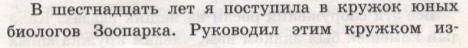 В шестнадцать лет я поступила в кружок юных
биологов Зоопарка. Руководил этим кружком из-